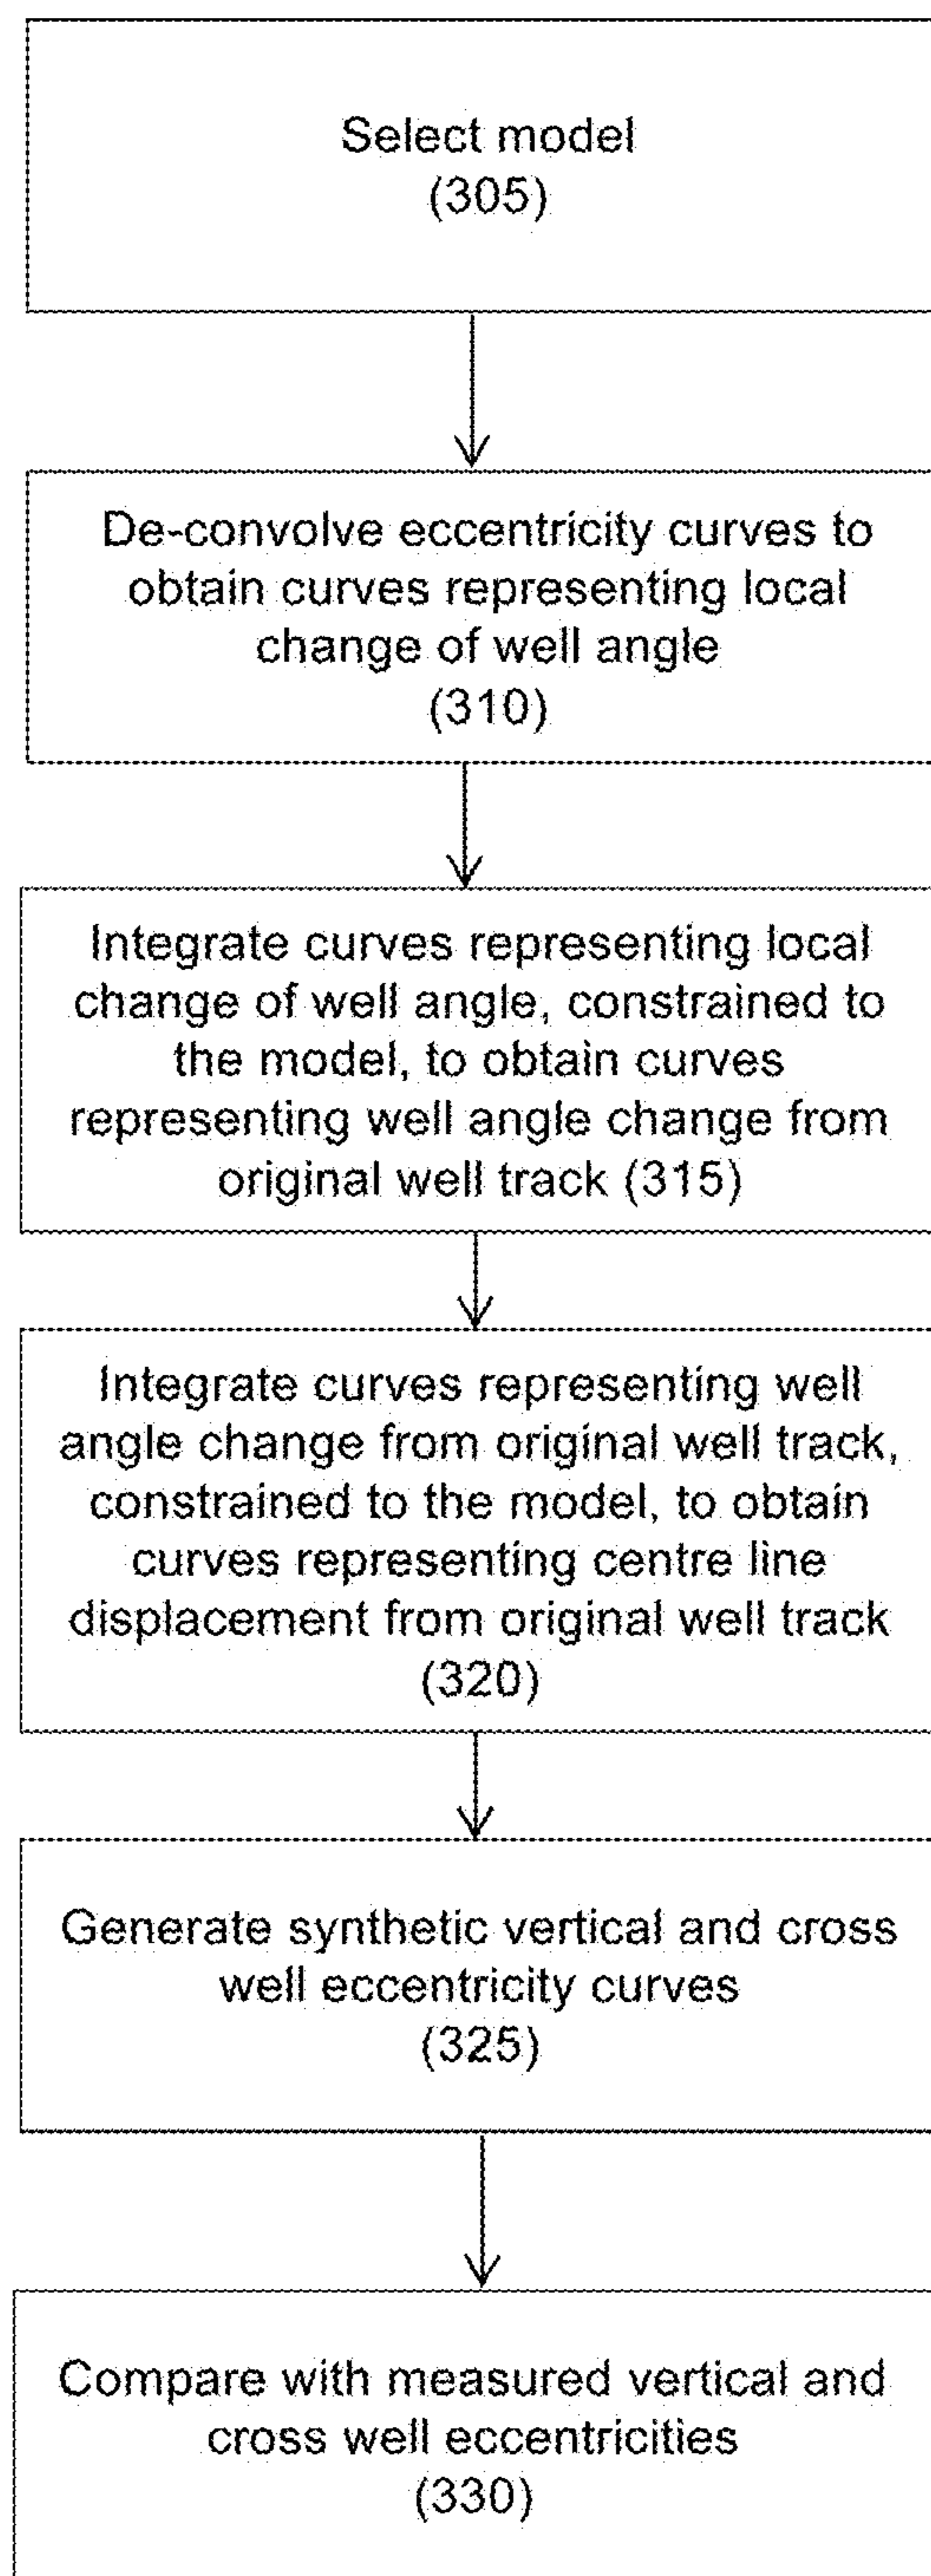 Select model
(305)
De-convolve eccentricity curves to
obtain curves representing local
change of well angle
(310)
Integrate curves representing local
change of well angle, constrained to
the model, to obtain curves
representing well angle change from
original well track (315)
Integrate curves representing well
angle change from original well track,
constrained to the model, to obtain
curves representing centre line
displacement from original well track
(320)
Generate synthetic vertical and cross
well eccentricity curves
(325)
Compare with measured vertical and
cross well eccentricities
(330)